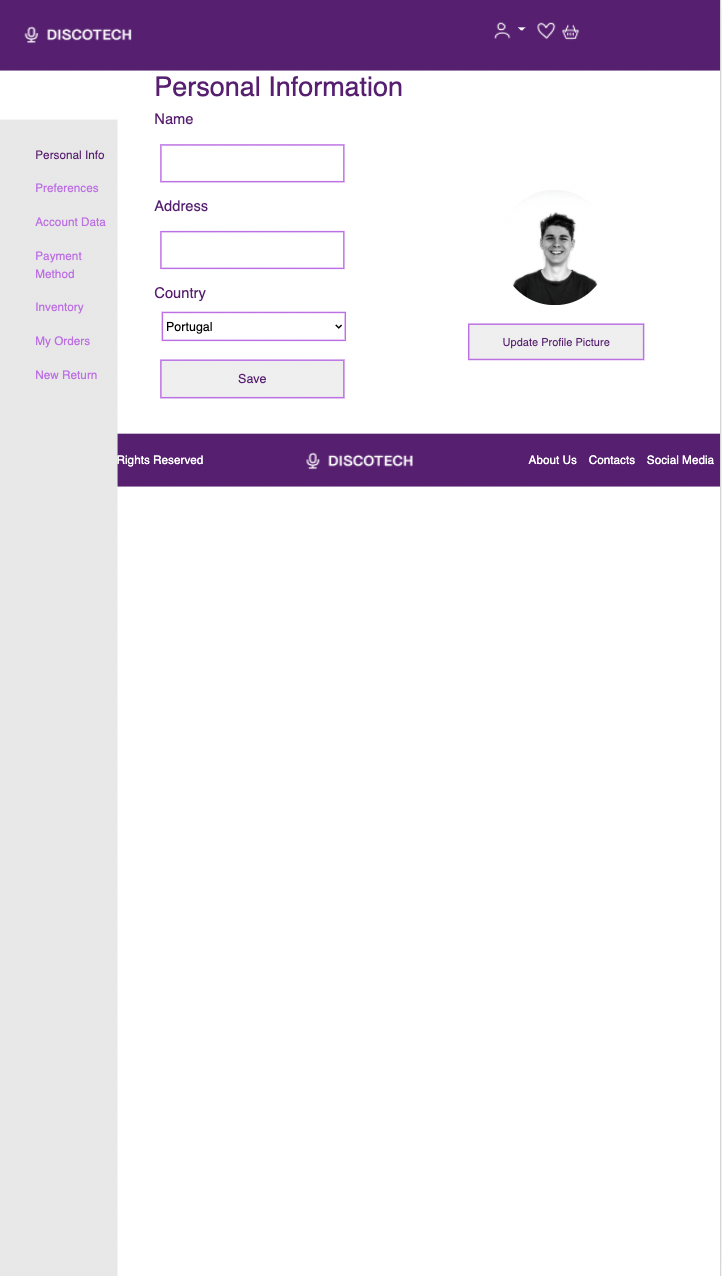 DISCOTECH
Personal Information
Name
Address
Country
Portugal
Save
Personal Info
Preferences
Account Data
Payment
Method
Inventory
My Orders
New Return
Update Profile Picture
Rights Reserved
DISCOTECH
About Us
Contacts
Social Media